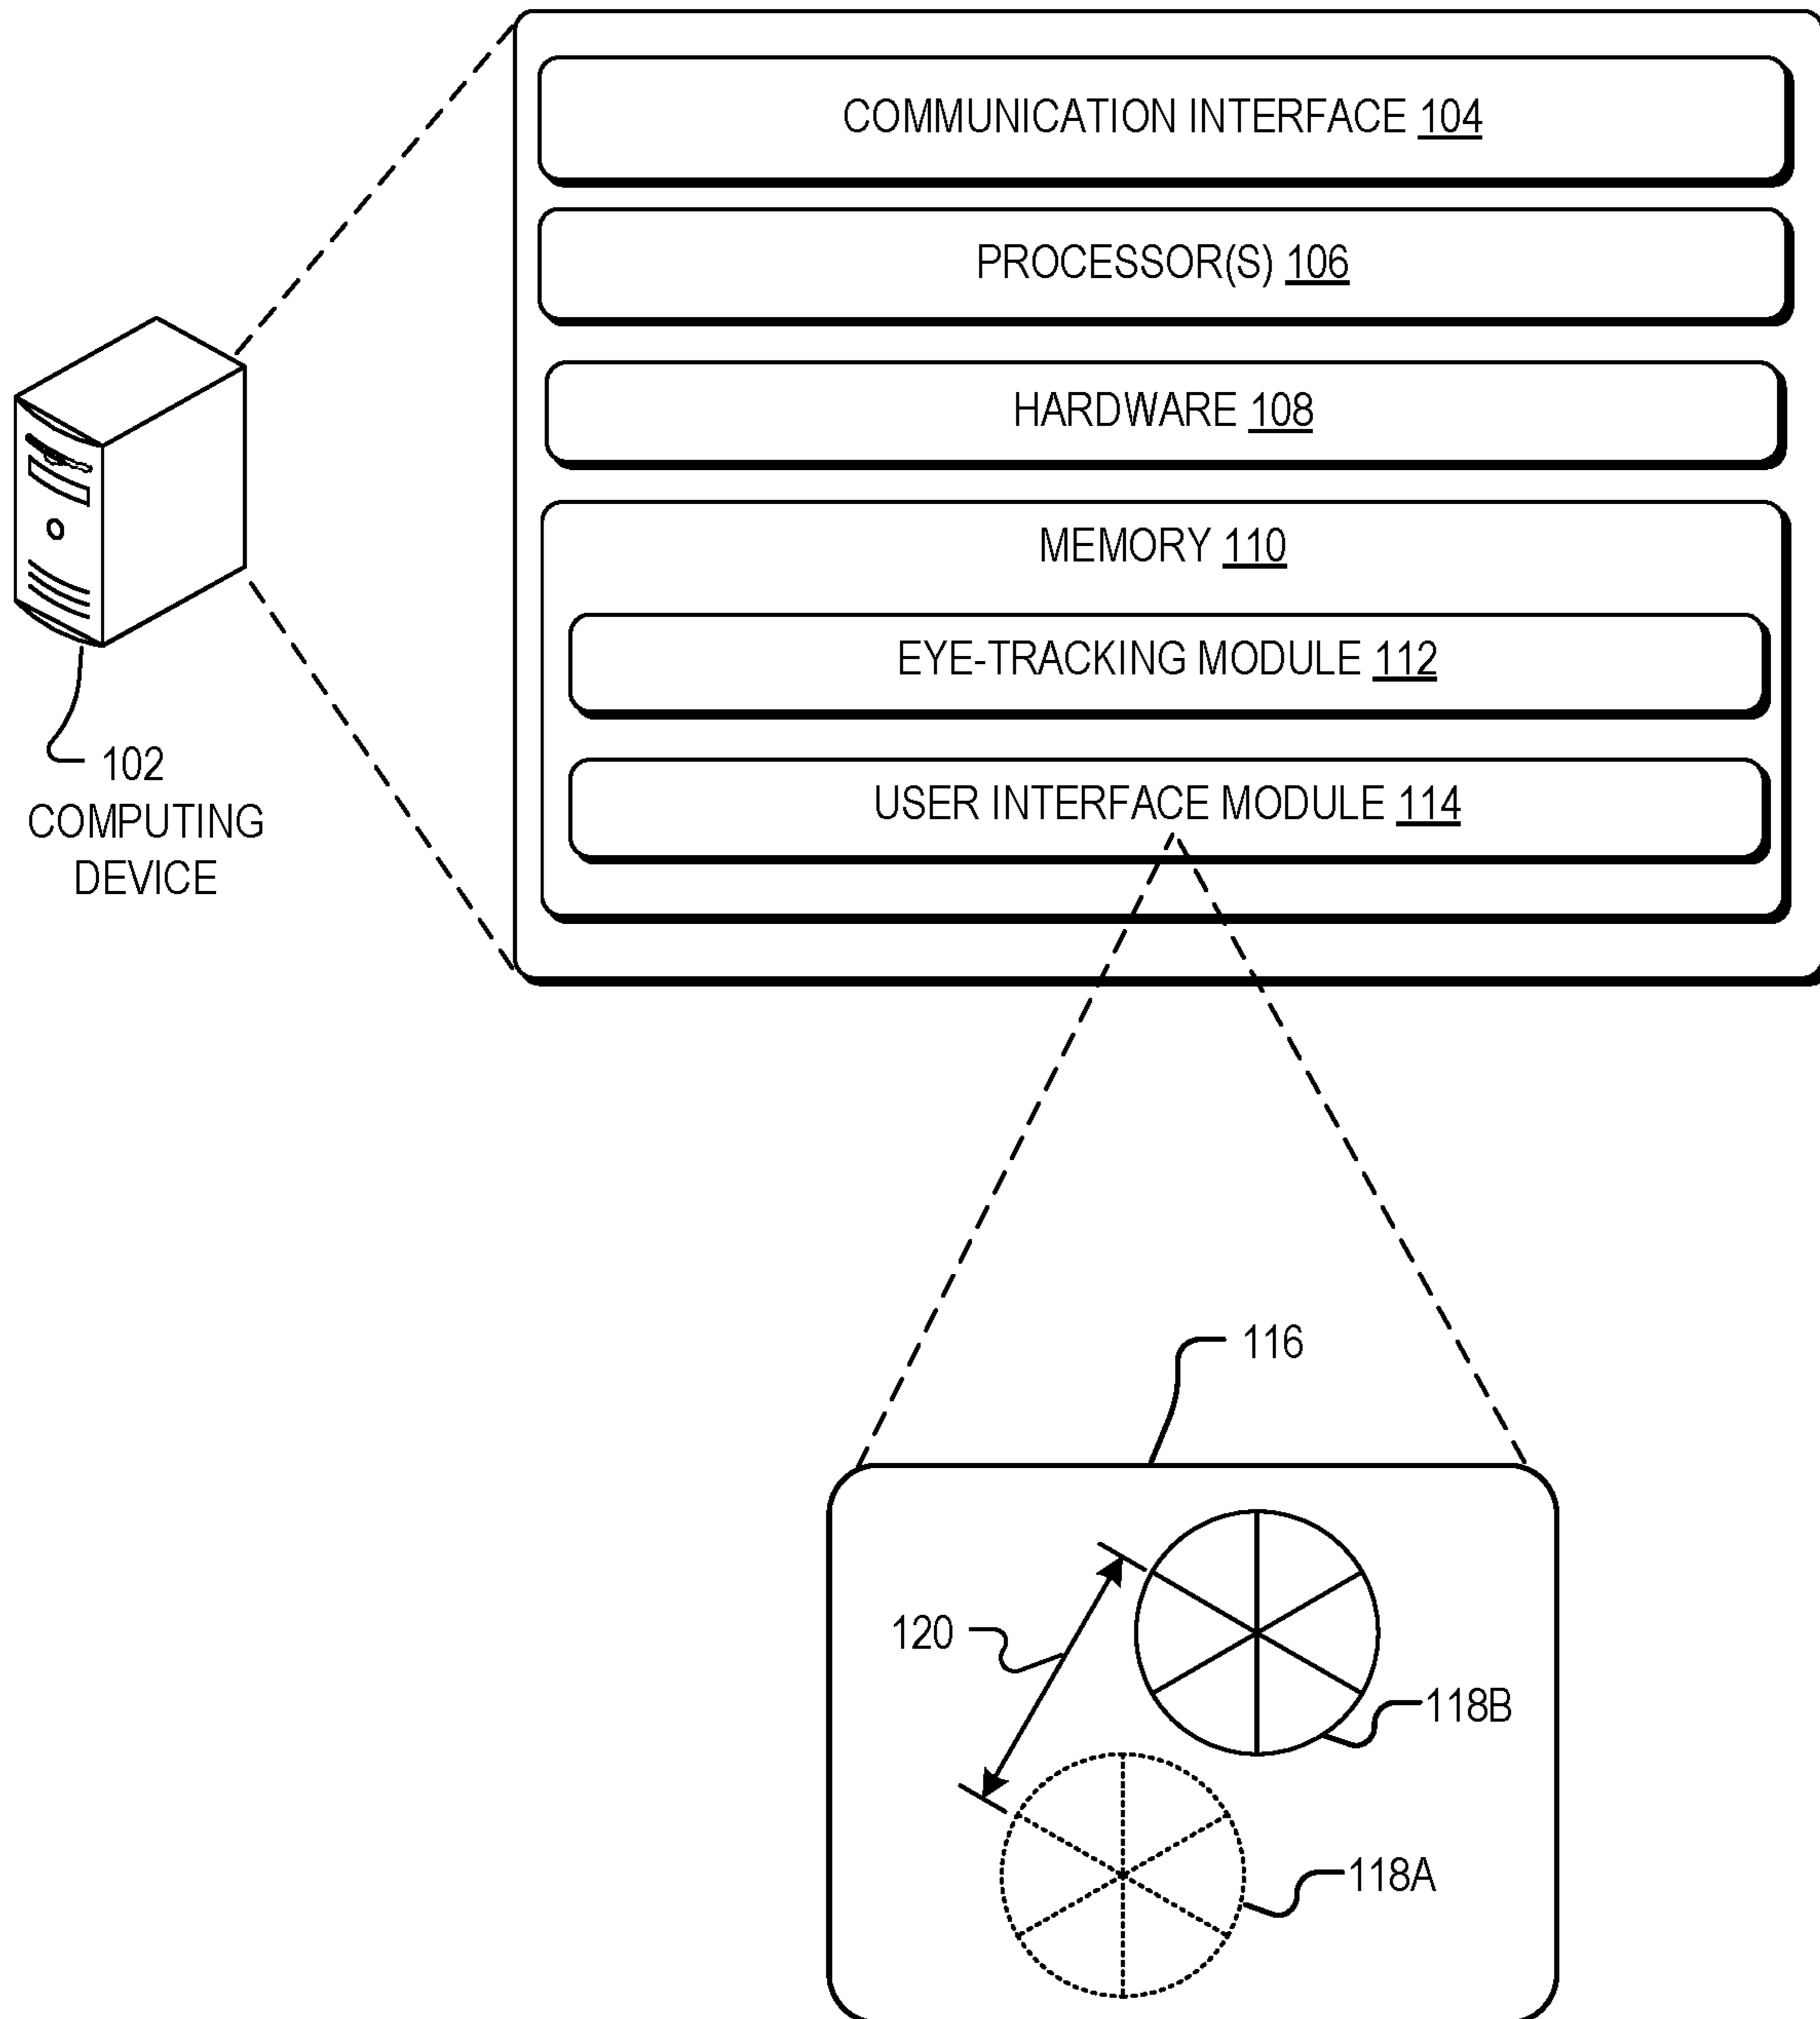 COMMUNICATION INTERFACE 104
PROCESSOR(S) 106
HARDWARE 108
MEMORY 110
EYE-TRACKING MODULE 112
USER INTERFACE MODULE 114
102
COMPUTING
DEVICE
116
120
118B
118A